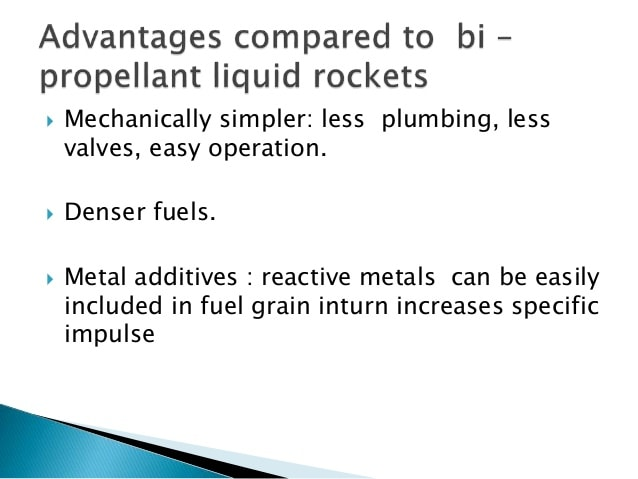 Advantages compared to  bi –
propellant liquid rockets
Mechanically simpler: less  plumbing, less
valves, easy operation.
Denser fuels.
Metal additives : reactive metals  can be easily
included in fuel grain inturn increases specific
impulse